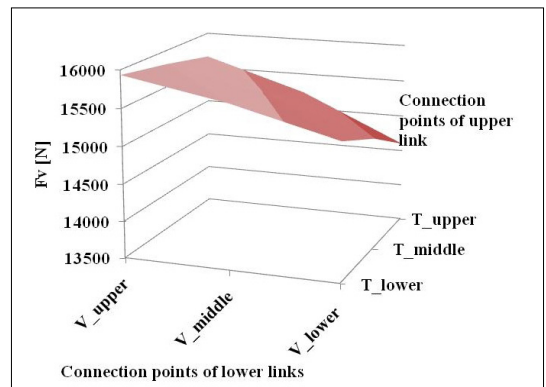 16000
15500
15000
14500
14000
13500
Fv [N]
Connection
points of upper
link
T_upper
T_middle
T_lower
V_upper
V_middle
V_lower
Connection points of lower links